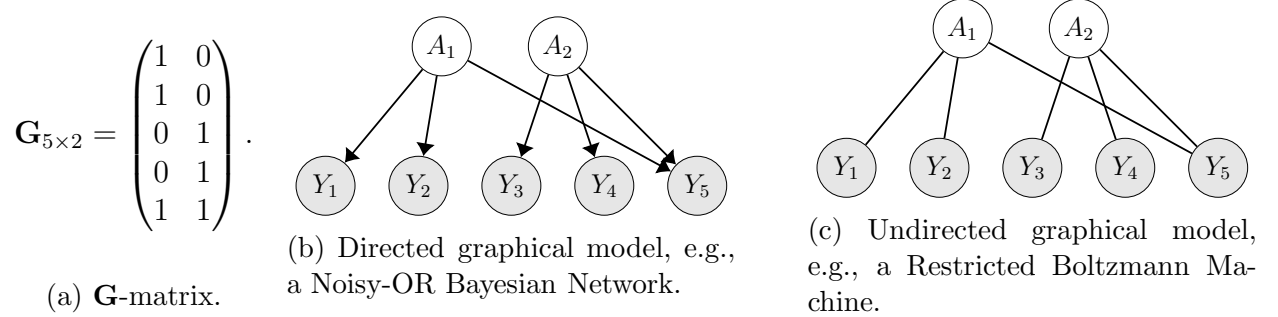 G₅ₓ₂ =
1 0
1 0
0 1
0 1
1 1
.
(a) G-matrix.
A₁ A₂
Y₁ Y₂ Y₃ Y₄ Y₅
(b) Directed graphical model, e.g.,
a Noisy-OR Bayesian Network.
A₁ A₂
Y₁ Y₂ Y₃ Y₄ Y₅
(c) Undirected graphical model,
e.g., a Restricted Boltzmann Ma-
chine.